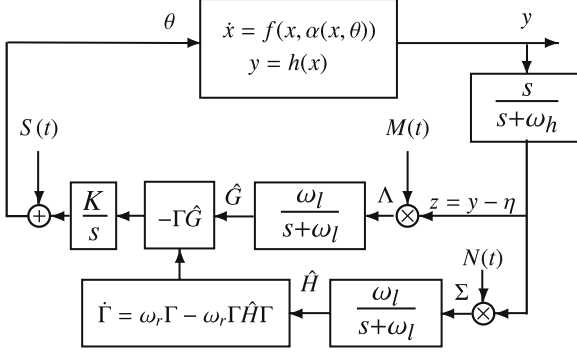 θ
ẋ = f(x, α(x, θ))
y = h(x)
y
s
s+ω_h
S(t)
M(t)
K
s
+
-ΓĜ
Ĝ
ω_l
s+ω_l
Λ
×
z = y − η
N(t)
Γ̇ = ω_rΓ − ω_rΓĤΓ
Ĥ
ω_l
s+ω_l
Σ
×